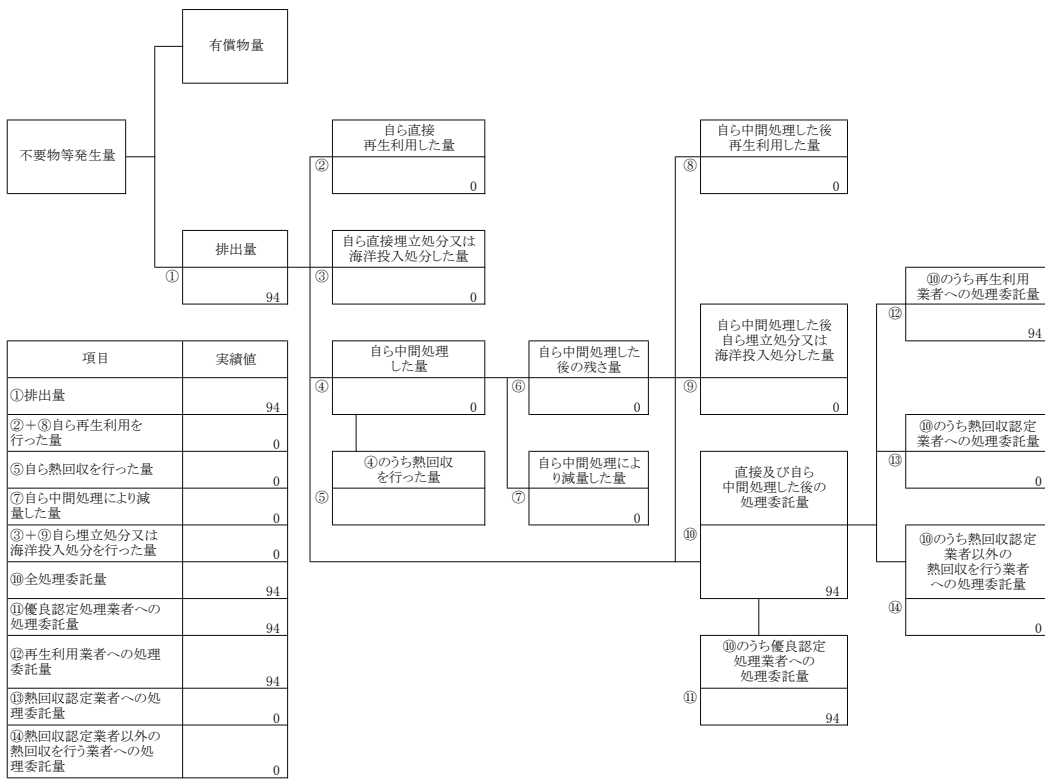 有償物量
不要物等発生量
自ら直接
再生利用した量
②
0
自ら中間処理した後
再生利用した量
⑧
0
排出量
①
94
自ら直接埋立処分又は
海洋投入処分した量
③
0
⑩のうち再生利用
業者への処理委託量
⑫
94
自ら中間処理
した量
④
0
自ら中間処理した
後の残さ量
⑥
0
自ら中間処理した後
自ら埋立処分又は
海洋投入処分した量
⑨
0
⑩のうち熱回収認定
業者への処理委託量
⑬
0
④のうち熱回収
を行った量
⑤
自ら中間処理によ
り減量した量
⑦
0
直接及び自ら
中間処理した後の
処理委託量
⑩
94
⑩のうち熱回収認定
業者以外の
熱回収を行う業者
への処理委託量
⑭
0
⑩のうち優良認定
処理業者への
処理委託量
⑪
94
項目 実績値
①排出量 94
②+⑧自ら再生利用を
行った量 0
⑤自ら熱回収を行った量 0
⑦自ら中間処理により減
量した量 0
③+⑨自ら埋立処分又は
海洋投入処分を行った量 0
⑩全処理委託量 94
⑪優良認定処理業者への
処理委託量 94
⑫再生利用業者への処理
委託量 94
⑬熱回収認定業者への処
理委託量 0
⑭熱回収認定業者以外の
熱回収を行う業者への処
理委託量 0